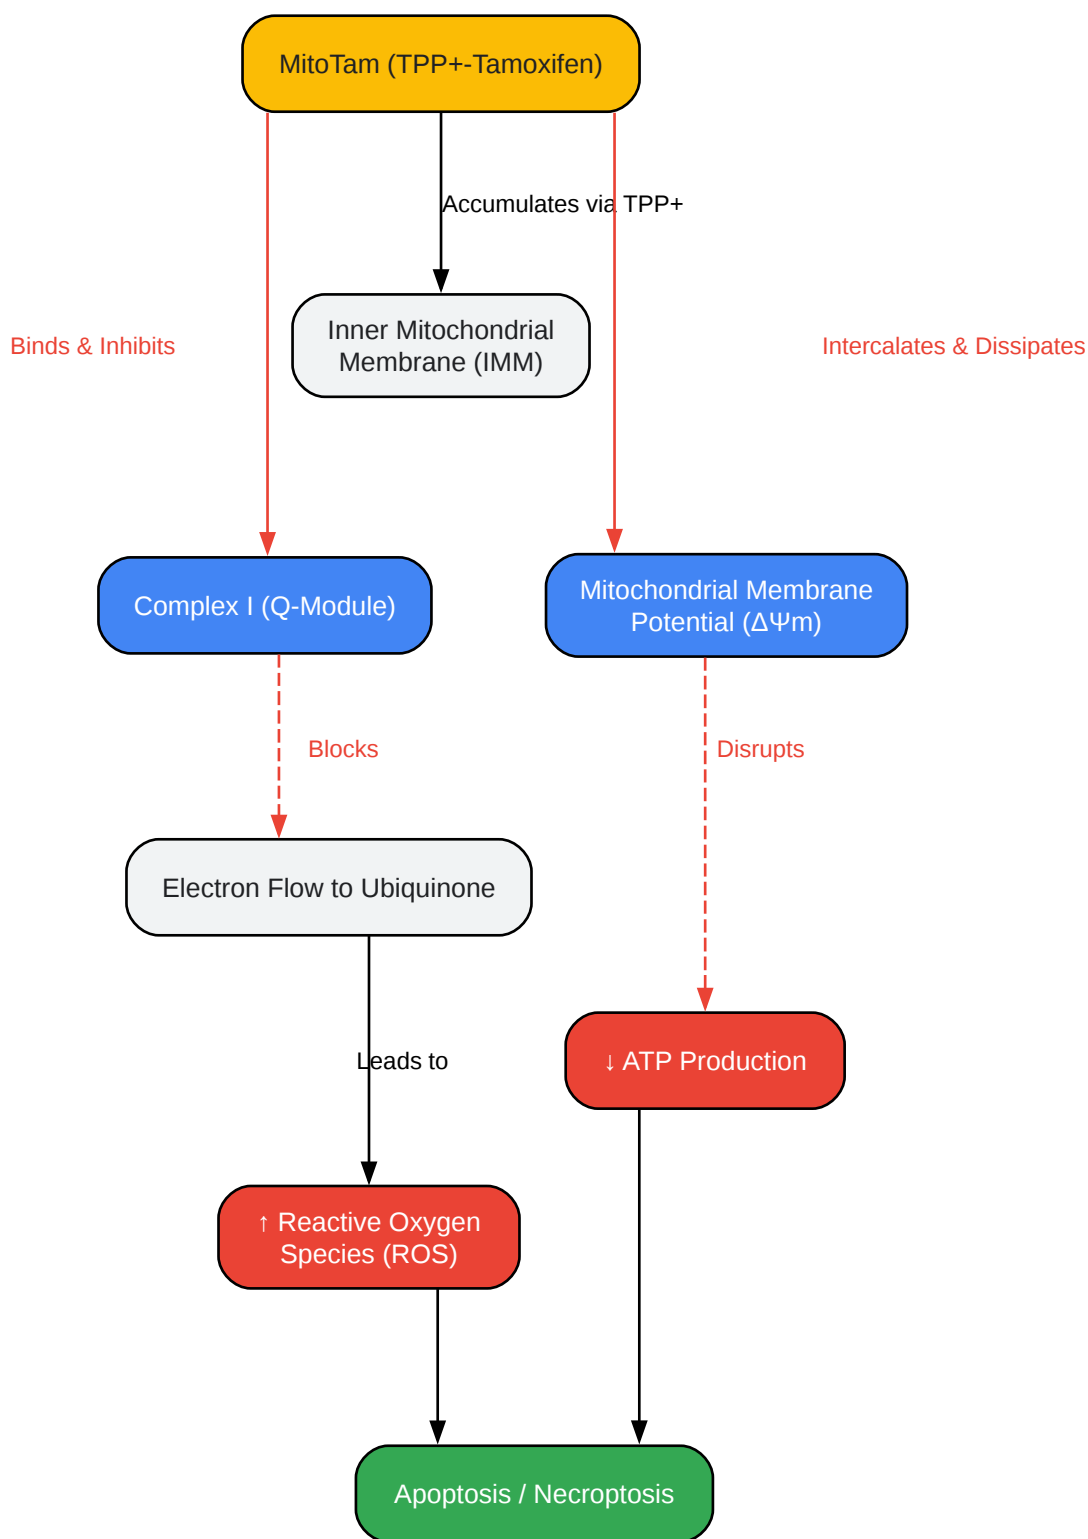 MitoTam (TPP+-Tamoxifen)
Accumulates via TPP+
Inner Mitochondrial
Membrane (IMM)
Binds & Inhibits
Intercalates & Dissipates
Complex I (Q-Module)
Mitochondrial Membrane
Potential (ΔΨm)
Blocks
Disrupts
Electron Flow to Ubiquinone
Leads to
↓ ATP Production
↑ Reactive Oxygen
Species (ROS)
Apoptosis / Necroptosis